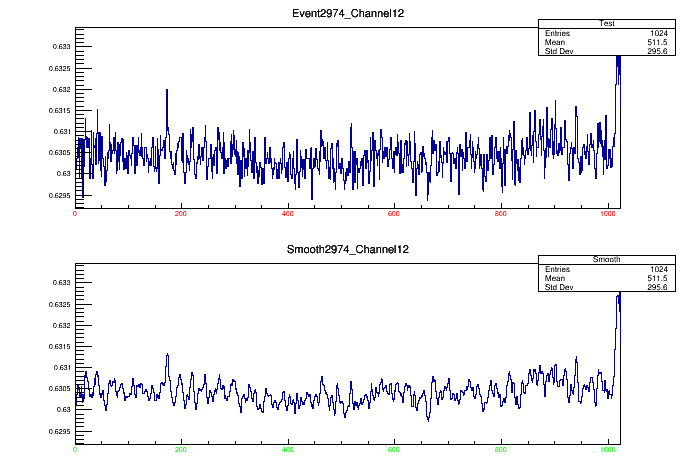 Event2974_Channel12
Test
Entries 1024
Mean 511.5
Std Dev 295.6
0.633
0.6325
0.632
0.6315
0.631
0.6305
0.63
0.6295
0 200 400 600 800 1000
Smooth2974_Channel12
Smooth
Entries 1024
Mean 511.5
Std Dev 295.6
0.633
0.6325
0.632
0.6315
0.631
0.6305
0.63
0.6295
0 200 400 600 800 1000